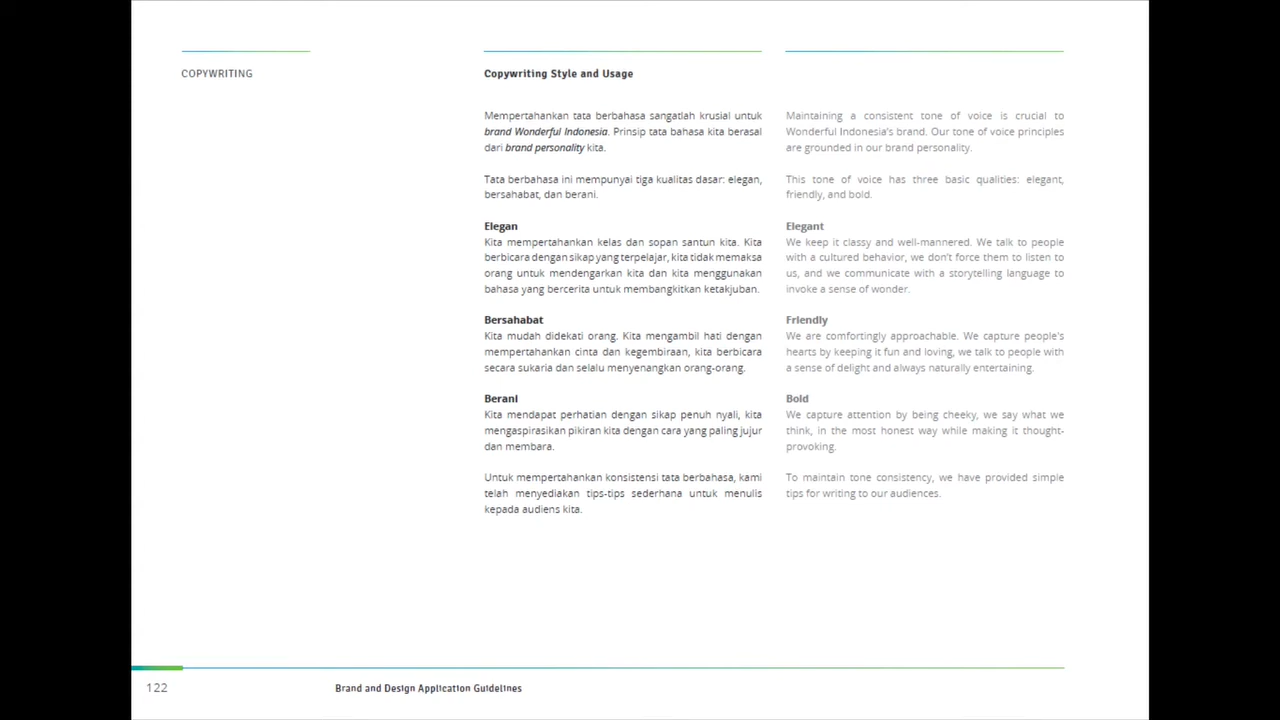 COPYWRITING
Copywriting Style and Usage
Mempertahankan tata berbahasa sangatlah krusial untuk
brand Wonderful Indonesia. Prinsip tata bahasa kita berasal
dari brand personality kita.
Tata berbahasa ini mempunyai tiga kualitas dasar: elegan,
bersahabat, dan berani.
Elegan
Kita mempertahankan kelas dan sopan santun kita. Kita
berbicara dengan sikap yang terpelajar, kita tidak memaksa
orang untuk mendengarkan kita dan kita menggunakan
bahasa yang bercerita untuk membangkitkan ketakjuban.
Bersahabat
Kita mudah didekati orang. Kita mengambil hati dengan
mempertahankan cinta dan kegembiraan, kita berbicara
secara sukaria dan selalu menyenangkan orang-orang.
Berani
Kita mendapat perhatian dengan sikap penuh nyali, kita
mengaspirasikan pikiran kita dengan cara yang paling jujur
dan membara.
Untuk mempertahankan konsistensi tata berbahasa, kami
telah menyediakan tips-tips sederhana untuk menulis
kepada audiens kita.
Maintaining a consistent tone of voice is crucial to
Wonderful Indonesia's brand. Our tone of voice principles
are grounded in our brand personality.
This tone of voice has three basic qualities: elegant,
friendly, and bold.
Elegant
We keep it classy and well-mannered. We talk to people
with a cultured behavior, we don't force them to listen to
us, and we communicate with a storytelling language to
invoke a sense of wonder.
Friendly
We are comfortingly approachable. We capture people's
hearts by keeping it fun and loving, we talk to people with
a sense of delight and always naturally entertaining.
Bold
We capture attention by being cheeky, we say what we
think, in the most honest way while making it thought-
provoking.
To maintain tone consistency, we have provided simple
tips for writing to our audiences.
122
Brand and Design Application Guidelines